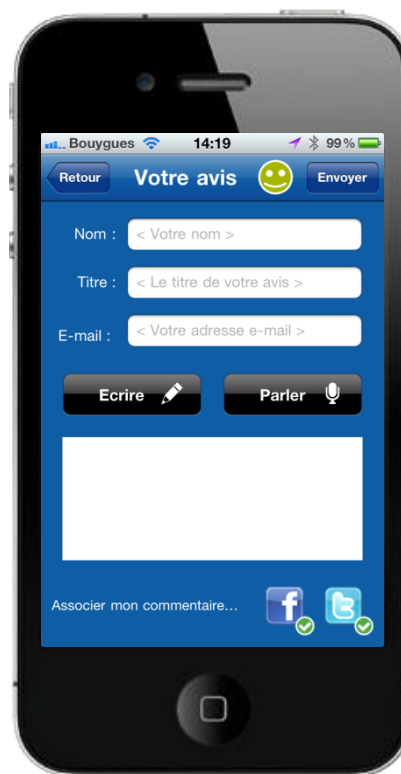 Bouygues 14:19 99 %
Retour Votre avis Envoyer
Nom : < Votre nom >
Titre : < Le titre de votre avis >
E-mail : < Votre adresse e-mail >
Ecrire Parler
Associer mon commentaire...